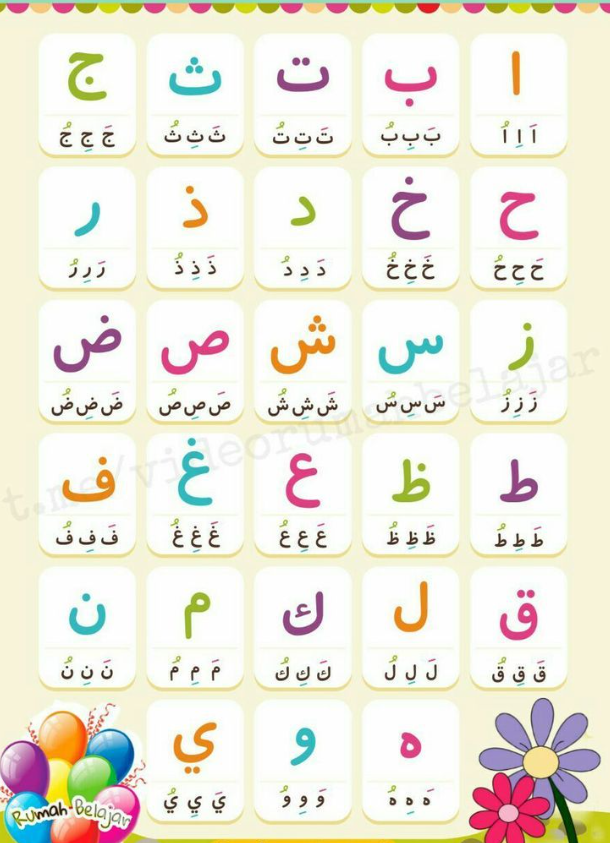 ا ب ت ث ج
اَ اِ اُ بَ بِ بُ تَ تِ تُ ثَ ثِ ثُ جَ جِ جُ
ح خ د ذ ر
حَ حِ حُ خَ خِ خُ دَ دِ دُ ذَ ذِ ذُ رَ رِ رُ
ز س ش ص ض
زَ زِ زُ سَ سِ سُ شَ شِ شُ صَ صِ صُ ضَ ضِ ضُ
t.me/videorumahbelajar
ط ظ ع غ ف
طَ طِ طُ ظَ ظِ ظُ عَ عِ عُ غَ غِ غُ فَ فِ فُ
ق ل ك م ن
قَ قِ قُ لَ لِ لُ كَ كِ كُ مَ مِ مُ نَ نِ نُ
ه و ي
هَ هِ هُ وَ وِ وُ يَ يِ يُ
Rumah Belajar